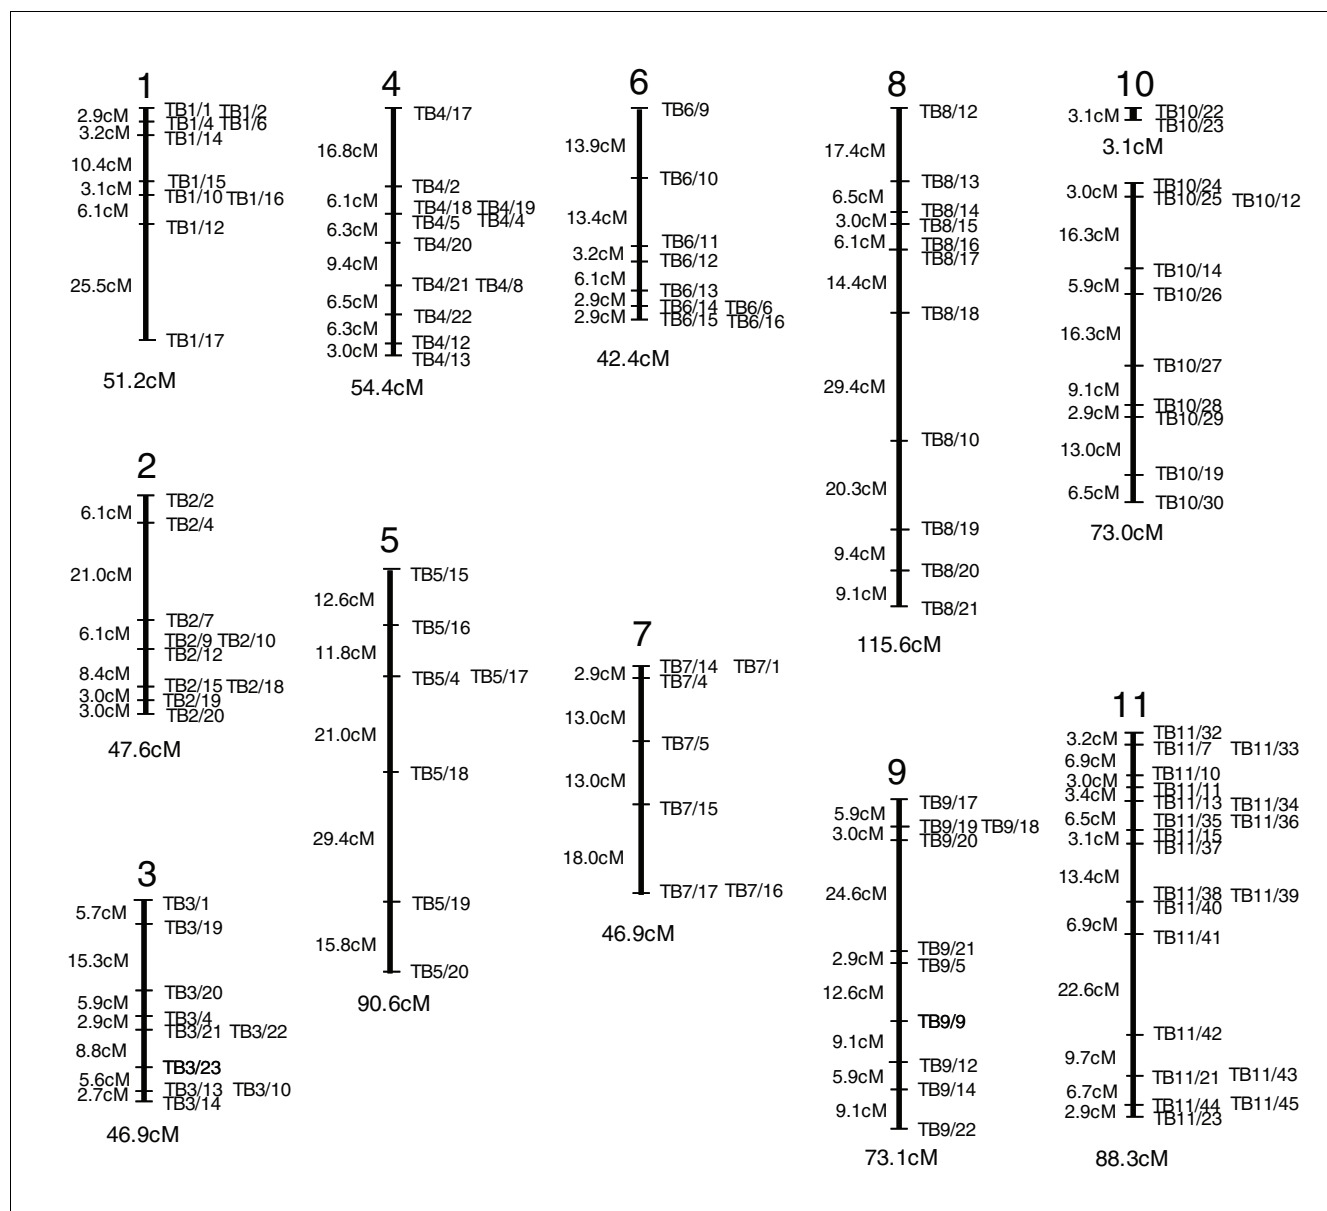 1
2.9cM TB1/1 TB1/2
3.2cM TB1/4 TB1/6
TB1/14
10.4cM
3.1cM TB1/15
6.1cM TB1/10 TB1/16
TB1/12
25.5cM
TB1/17
51.2cM
2
TB2/2
6.1cM
TB2/4
21.0cM
TB2/7
6.1cM
TB2/9 TB2/10
TB2/12
8.4cM
TB2/15 TB2/18
3.0cM TB2/19
3.0cM TB2/20
47.6cM
3
TB3/1
5.7cM
TB3/19
15.3cM
TB3/20
5.9cM
TB3/4
2.9cM TB3/21 TB3/22
8.8cM
TB3/23
5.6cM
TB3/13 TB3/10
2.7cM TB3/14
46.9cM
4
TB4/17
16.8cM
TB4/2
6.1cM
TB4/18 TB4/19
TB4/5 TB4/4
6.3cM
TB4/20
9.4cM
TB4/21 TB4/8
6.5cM
TB4/22
6.3cM
TB4/12
3.0cM TB4/13
54.4cM
5
TB5/15
12.6cM
TB5/16
11.8cM
TB5/4 TB5/17
21.0cM
TB5/18
29.4cM
TB5/19
15.8cM
TB5/20
90.6cM
6
TB6/9
13.9cM
TB6/10
13.4cM
TB6/11
3.2cM TB6/12
6.1cM
TB6/13
2.9cM TB6/14 TB6/6
2.9cM TB6/15 TB6/16
42.4cM
7
TB7/14 TB7/1
2.9cM TB7/4
13.0cM
TB7/5
13.0cM
TB7/15
18.0cM
TB7/17 TB7/16
46.9cM
8
TB8/12
17.4cM
TB8/13
6.5cM
TB8/14
3.0cM TB8/15
6.1cM TB8/16
TB8/17
14.4cM
TB8/18
29.4cM
TB8/10
20.3cM
TB8/19
9.4cM
TB8/20
9.1cM
TB8/21
115.6cM
9
TB9/17
5.9cM
TB9/19 TB9/18
3.0cM TB9/20
24.6cM
TB9/21
2.9cM TB9/5
12.6cM
TB9/9
9.1cM
TB9/12
5.9cM
TB9/14
9.1cM
TB9/22
73.1cM
10
3.1cM TB10/22
TB10/23
3.1cM
TB10/24
3.0cM TB10/25 TB10/12
16.3cM
TB10/14
5.9cM
TB10/26
16.3cM
TB10/27
9.1cM
TB10/28
2.9cM TB10/29
13.0cM
TB10/19
6.5cM
TB10/30
73.0cM
11
TB11/32
3.2cM TB11/7 TB11/33
6.9cM
TB11/10
3.0cM TB11/11
3.4cM TB11/13 TB11/34
6.5cM TB11/35 TB11/36
TB11/15
3.1cM TB11/37
13.4cM
TB11/38 TB11/39
TB11/40
6.9cM
TB11/41
22.6cM
TB11/42
9.7cM
TB11/21 TB11/43
6.7cM
TB11/44 TB11/45
2.9cM TB11/23
88.3cM